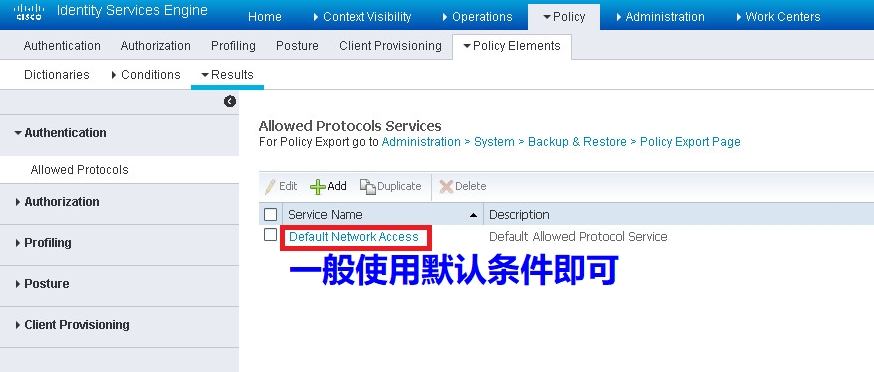 Identity Services Engine
CISCO
Home
Context Visibility
Operations
Policy
Administration
Work Centers
Authentication
Authorization
Profiling
Posture
Client Provisioning
Policy Elements
Dictionaries
Conditions
Results
Authentication
Allowed Protocols
Authorization
Profiling
Posture
Client Provisioning
Allowed Protocols Services
For Policy Export go to Administration > System > Backup & Restore > Policy Export Page
Edit
Add
Duplicate
Delete
Service Name
Description
Default Network Access
Default Allowed Protocol Service
一般使用默认条件即可